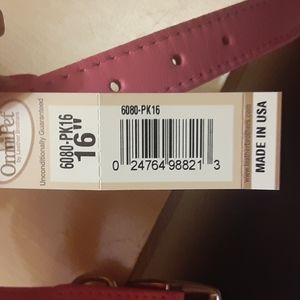 OmniPet
by Leather Brothers
Unconditionally Guaranteed
6080-PK16
16"
6080-PK16
0 24764 98821 3
www.leatherbrothers.com
MADE IN USA